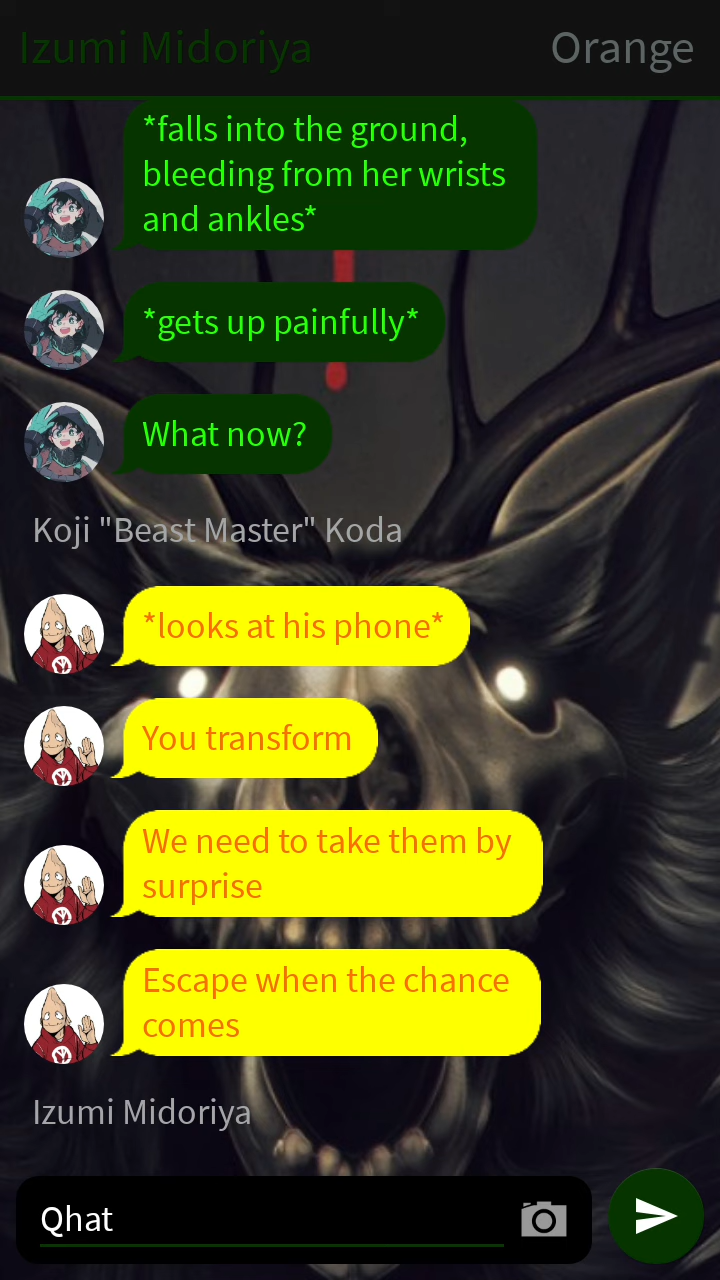 Izumi Midoriya
Orange
*falls into the ground,
bleeding from her wrists
and ankles*
*gets up painfully*
What now?
Koji "Beast Master" Koda
*looks at his phone*
You transform
We need to take them by
surprise
Escape when the chance
comes
Izumi Midoriya
Qhat